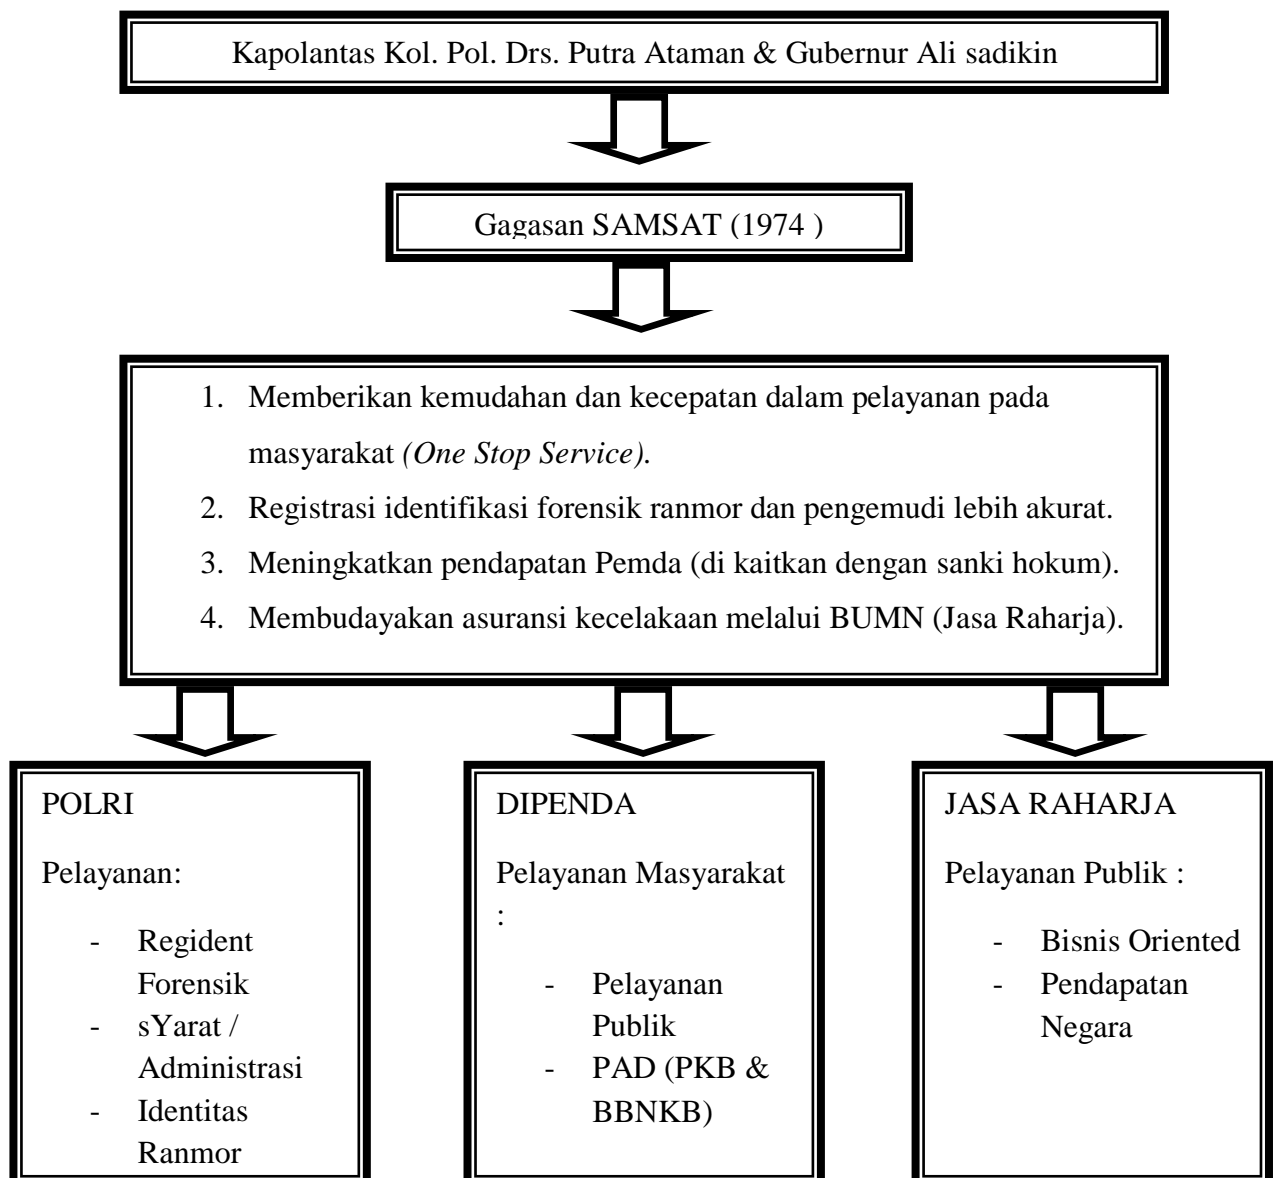 Kapolantas Kol. Pol. Drs. Putra Ataman & Gubernur Ali sadikin
Gagasan SAMSAT (1974 )
1. Memberikan kemudahan dan kecepatan dalam pelayanan pada
masyarakat (One Stop Service).
2. Registrasi identifikasi forensik ranmor dan pengemudi lebih akurat.
3. Meningkatkan pendapatan Pemda (di kaitkan dengan sanki hokum).
4. Membudayakan asuransi kecelakaan melalui BUMN (Jasa Raharja).
POLRI
Pelayanan:
- Regident
Forensik
- sYarat /
Administrasi
- Identitas
Ranmor
DIPENDA
Pelayanan Masyarakat
:
- Pelayanan
Publik
- PAD (PKB &
BBNKB)
JASA RAHARJA
Pelayanan Publik :
- Bisnis Oriented
- Pendapatan
Negara